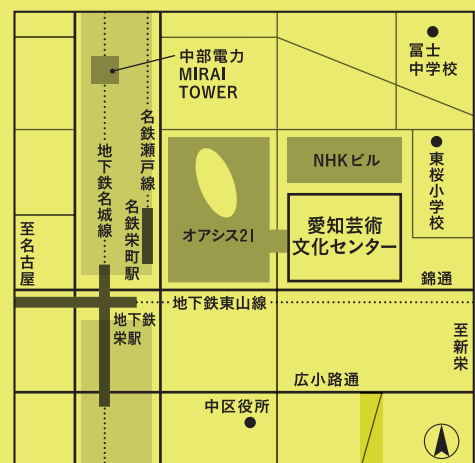 中部電力
MIRAI
TOWER
冨士
中学校
名鉄瀬戸線
地下鉄名城線
名鉄栄町駅
オアシス21
NHKビル
愛知芸術
文化センター
東桜小学校
至名古屋
錦通
地下鉄東山線
地下鉄
栄駅
至新栄
広小路通
中区役所